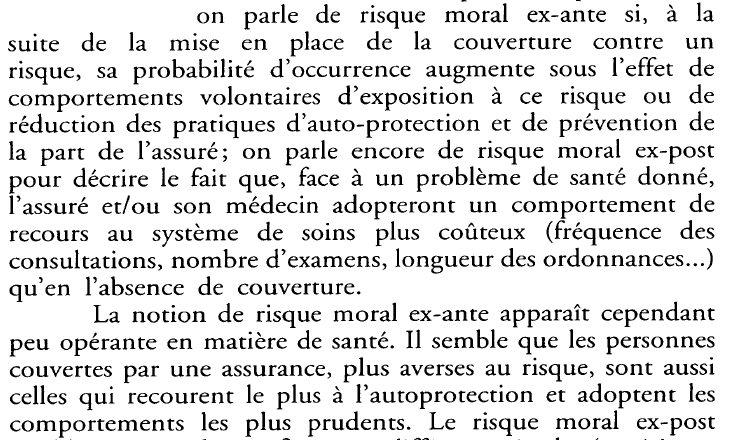 on parle de risque moral ex-ante si, à la
suite de la mise en place de la couverture contre un
risque, sa probabilité d'occurrence augmente sous l'effet de
comportements volontaires d'exposition à ce risque ou de
réduction des pratiques d'auto-protection et de prévention de
la part de l'assuré; on parle encore de risque moral ex-post
pour décrire le fait que, face à un problème de santé donné,
l'assuré et/ou son médecin adopteront un comportement de
recours au système de soins plus coûteux (fréquence des
consultations, nombre d'examens, longueur des ordonnances...)
qu'en l'absence de couverture.
La notion de risque moral ex-ante apparaît cependant
peu opérante en matière de santé. Il semble que les personnes
couvertes par une assurance, plus averses au risque, sont aussi
celles qui recourent le plus à l'autoprotection et adoptent les
comportements les plus prudents. Le risque moral ex-post